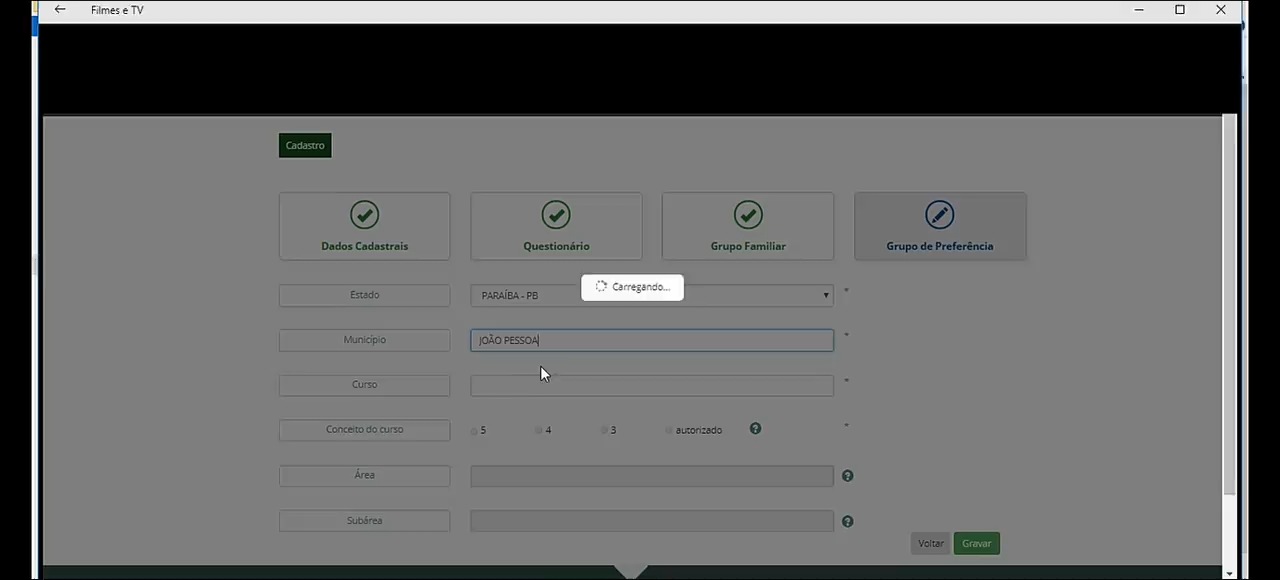 Filmes e TV
Cadastro
Dados Cadastrais
Questionário
Grupo Familiar
Grupo de Preferência
Carregando...
Estado
PARAÍBA - PB
*
Município
JOÃO PESSOA
*
Curso
*
Conceito do curso
5
4
3
autorizado
?
*
Área
?
Subárea
?
Voltar
Gravar